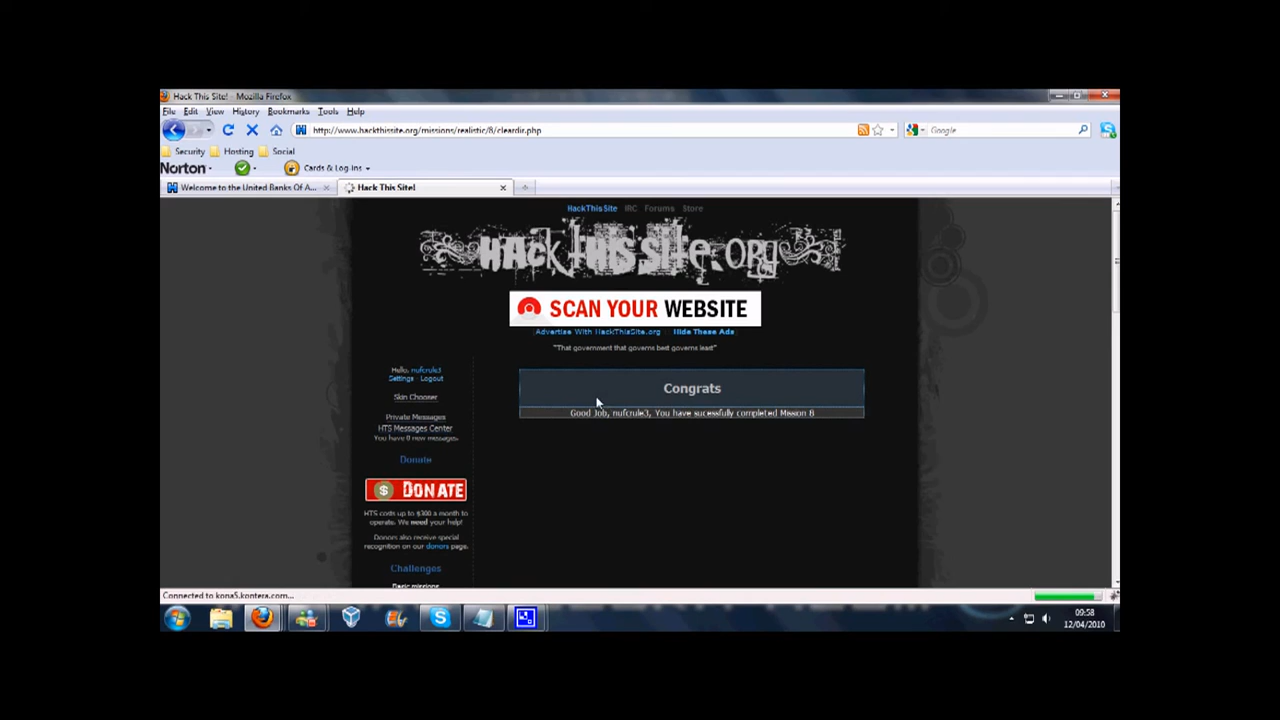 Hack This Site! - Mozilla Firefox
File Edit View History Bookmarks Tools Help
http://www.hackthissite.org/missions/realistic/8/cleardir.php
Google
Security Hosting Social
Norton Cards & Log-ins
Welcome to the United Banks Of A...
Hack This Site!
HackThisSite IRC Forums Store
HACKTHISSITE.ORG
SCAN YOUR WEBSITE
Advertise With HackThisSite.org Hide These Ads
"That government that governs best governs least"
Hello, nufcrule3
Settings - Logout
Skin Chooser
Private Messages
HTS Messages Center
You have 0 new messages.
Donate
$ DONATE
HTS costs up to $300 a month to
operate. We need your help!
Donors also receive special
recognition on our donors page.
Challenges
Basic missions
Congrats
Good Job, nufcrule3, You have sucessfully completed Mission 8
Connected to kona5.kontera.com...
09:58
12/04/2010